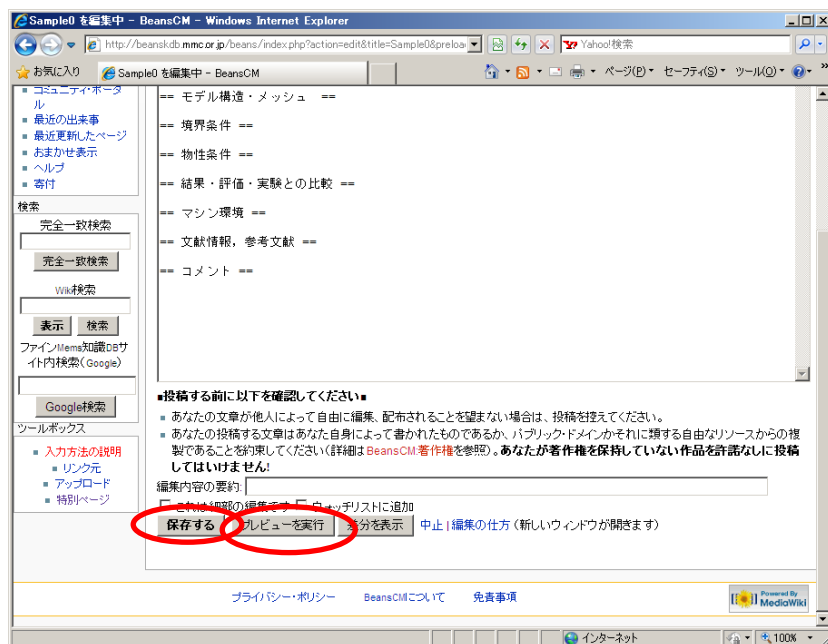 Sample0 を編集中 - BeansCM - Windows Internet Explorer
http://beanskdb.mmc.or.jp/beans/index.php?action=edit&title=Sample0&preloa
Yahoo!検索
お気に入り
Sample0 を編集中 - BeansCM
ページ(P)
セーフティ(S)
ツール(O)
コミュニティ・ポータ
ル
最近の出来事
最近更新したページ
おまかせ表示
ヘルプ
寄付
検索
完全一致検索
完全一致検索
Wiki検索
表示 検索
ファインMems知識DBサ
イト内検索(Google)
Google検索
ツールボックス
入力方法の説明
リンク元
アップロード
特別ページ
== モデル構造・メッシュ ==
== 境界条件 ==
== 物性条件 ==
== 結果・評価・実験との比較 ==
== マシン環境 ==
== 文献情報，参考文献 ==
== コメント ==
■投稿する前に以下を確認してください■
あなたの文章が他人によって自由に編集、配布されることを望まない場合は、投稿を控えてください。
あなたの投稿する文章はあなた自身によって書かれたものであるか、パブリック・ドメインかそれに類する自由なリソースからの複
製であることを約束してください（詳細はBeansCM:著作権を参照）。あなたが著作権を保持していない作品を許諾なしに投稿
してはいけません!
編集内容の要約:
これは細部の編集です ウォッチリストに追加
保存する プレビューを実行 差分を表示 中止 | 編集の仕方 (新しいウィンドウが開きます)
プライバシー・ポリシー BeansCMについて 免責事項
Powered By
MediaWiki
インターネット
100%